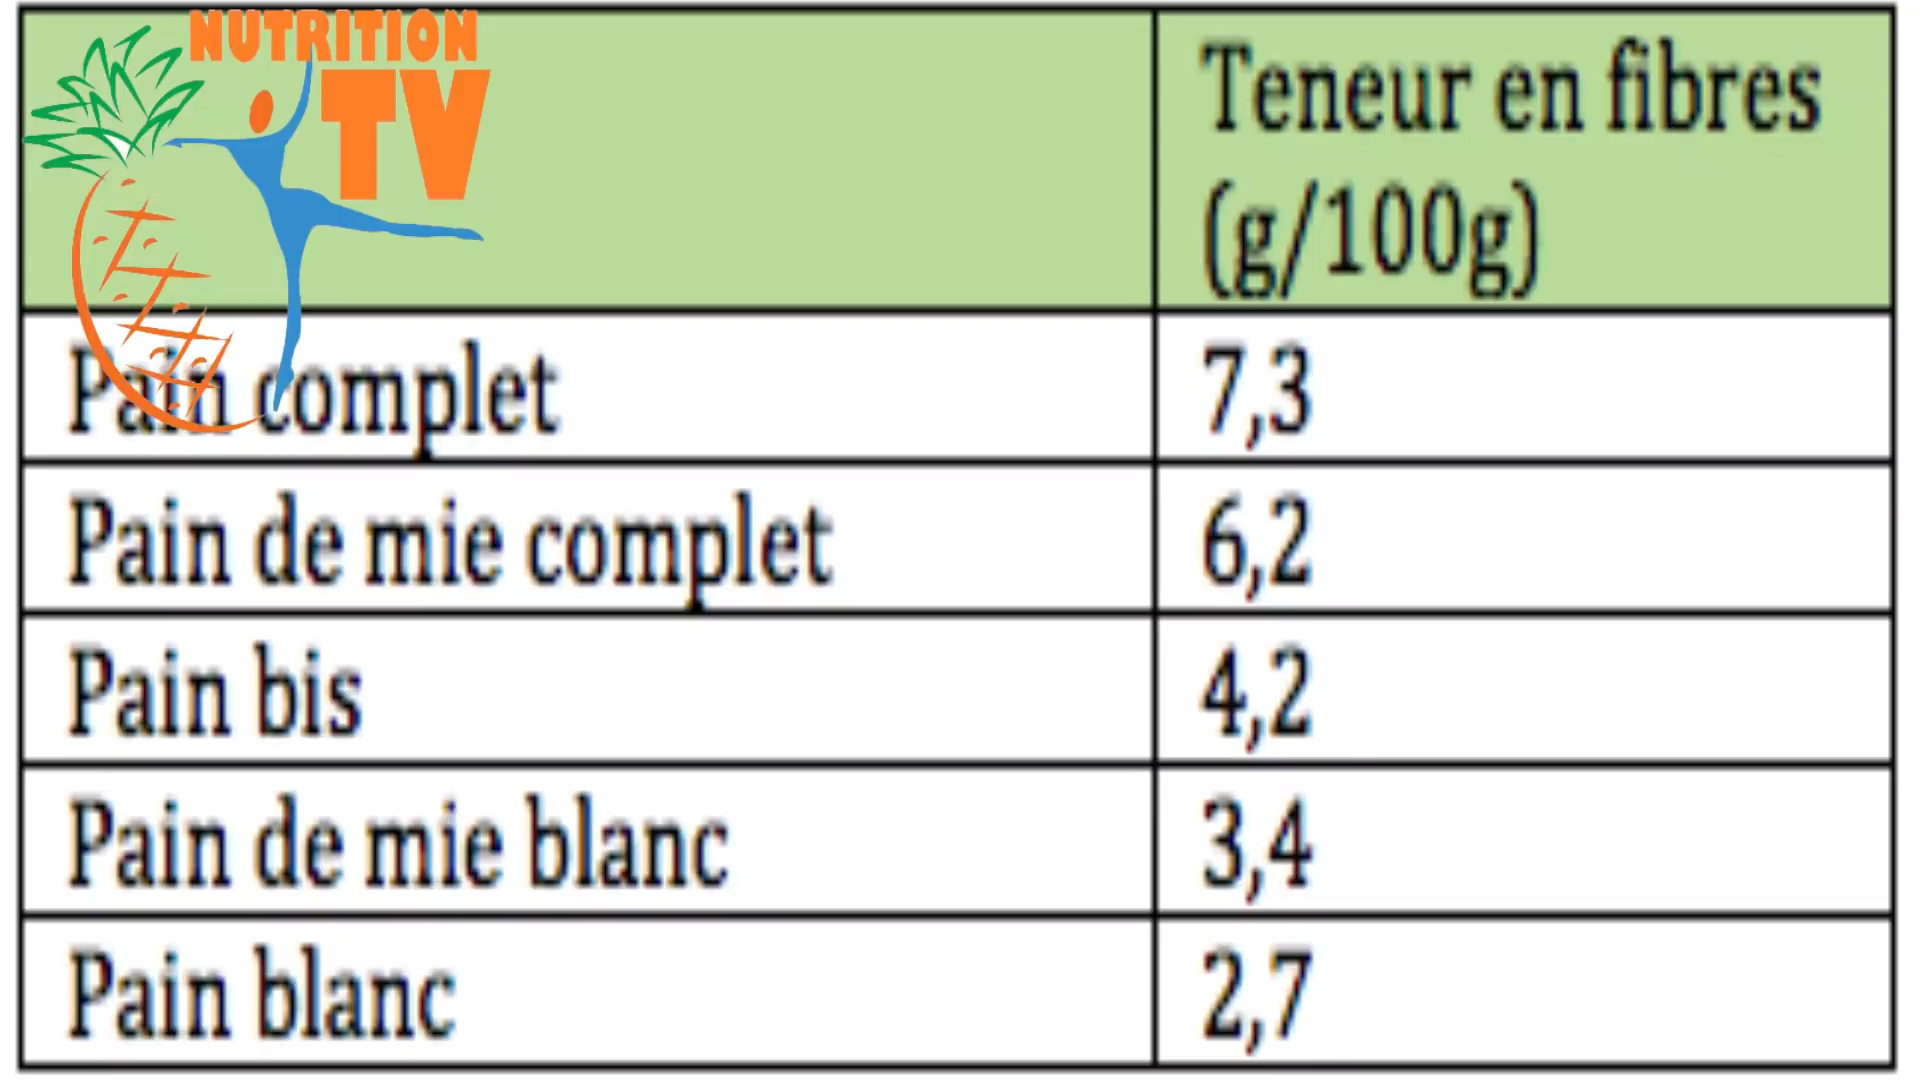 NUTRITION
TV
Teneur en fibres
(g/100g)
Pain complet
7,3
Pain de mie complet
6,2
Pain bis
4,2
Pain de mie blanc
3,4
Pain blanc
2,7